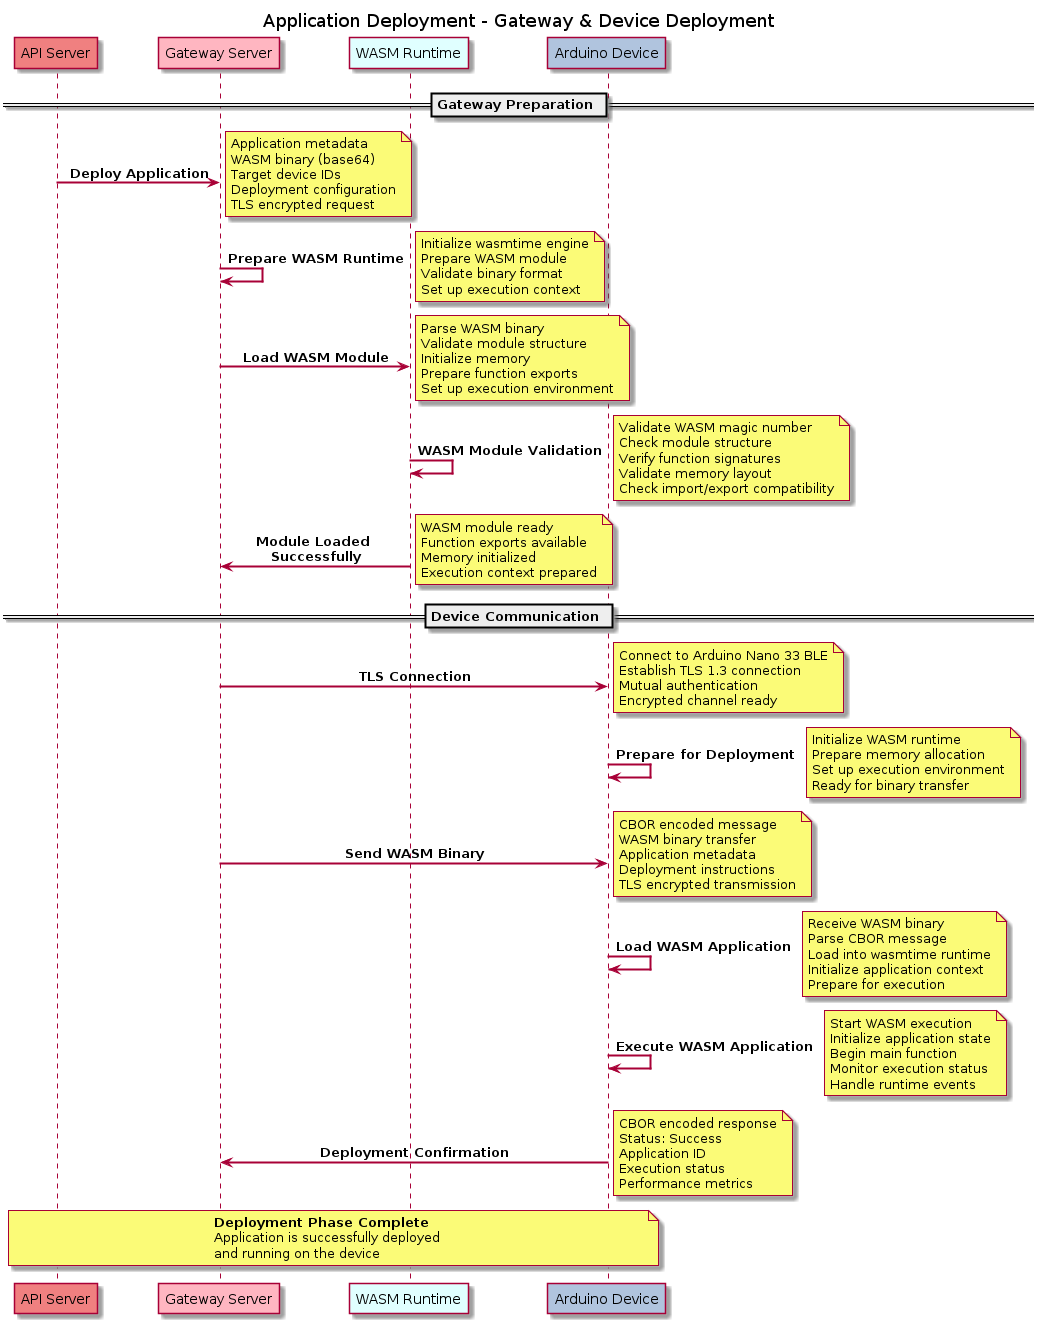 Application Deployment - Gateway & Device Deployment
API Server
Gateway Server
WASM Runtime
Arduino Device
Gateway Preparation
Deploy Application
Application metadata
WASM binary (base64)
Target device IDs
Deployment configuration
TLS encrypted request
Prepare WASM Runtime
Initialize wasmtime engine
Prepare WASM module
Validate binary format
Set up execution context
Load WASM Module
Parse WASM binary
Validate module structure
Initialize memory
Prepare function exports
Set up execution environment
WASM Module Validation
Validate WASM magic number
Check module structure
Verify function signatures
Validate memory layout
Check import/export compatibility
Module Loaded
Successfully
WASM module ready
Function exports available
Memory initialized
Execution context prepared
Device Communication
TLS Connection
Connect to Arduino Nano 33 BLE
Establish TLS 1.3 connection
Mutual authentication
Encrypted channel ready
Prepare for Deployment
Initialize WASM runtime
Prepare memory allocation
Set up execution environment
Ready for binary transfer
Send WASM Binary
CBOR encoded message
WASM binary transfer
Application metadata
Deployment instructions
TLS encrypted transmission
Load WASM Application
Receive WASM binary
Parse CBOR message
Load into wasmtime runtime
Initialize application context
Prepare for execution
Execute WASM Application
Start WASM execution
Initialize application state
Begin main function
Monitor execution status
Handle runtime events
Deployment Confirmation
CBOR encoded response
Status: Success
Application ID
Execution status
Performance metrics
Deployment Phase Complete
Application is successfully deployed
and running on the device
API Server
Gateway Server
WASM Runtime
Arduino Device